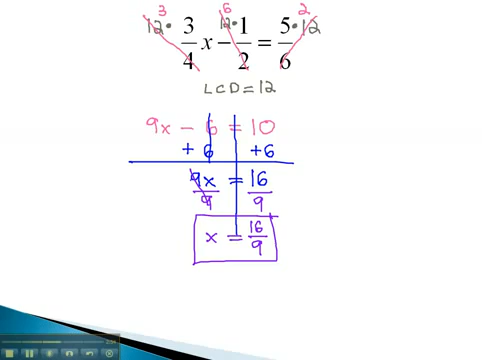 3 6 2
12 · 3/4 x − 12 · 1/2 = 5/6 · 12
LCD = 12
9x − 6 = 10
+ 6 + 6
9x/9 = 16/9
x = 16/9